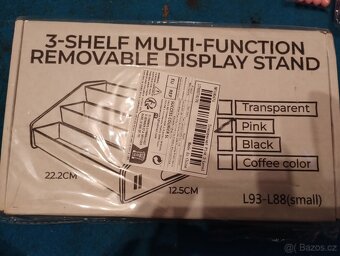 3-SHELF MULTI-FUNCTION
REMOVABLE DISPLAY STAND
Transparent
Pink
Black
Coffee color
22.2CM
12.5CM
L93-L88(small)
Bazoš.cz